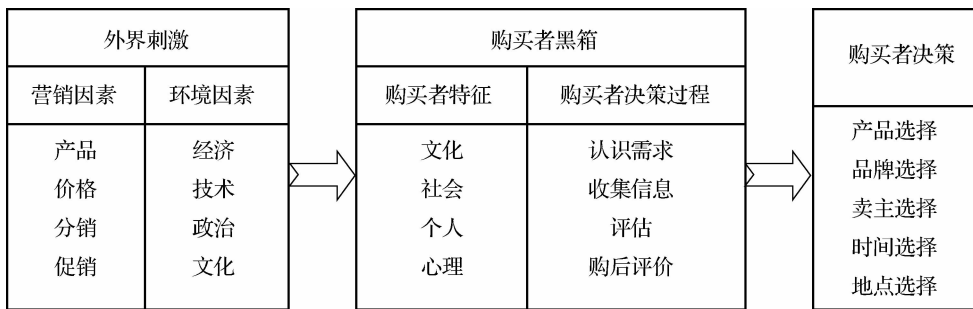 外界刺激
营销因素
环境因素
产品
价格
分销
促销
经济
技术
政治
文化
购买者黑箱
购买者特征
购买者决策过程
文化
社会
个人
心理
认识需求
收集信息
评估
购后评价
购买者决策
产品选择
品牌选择
卖主选择
时间选择
地点选择